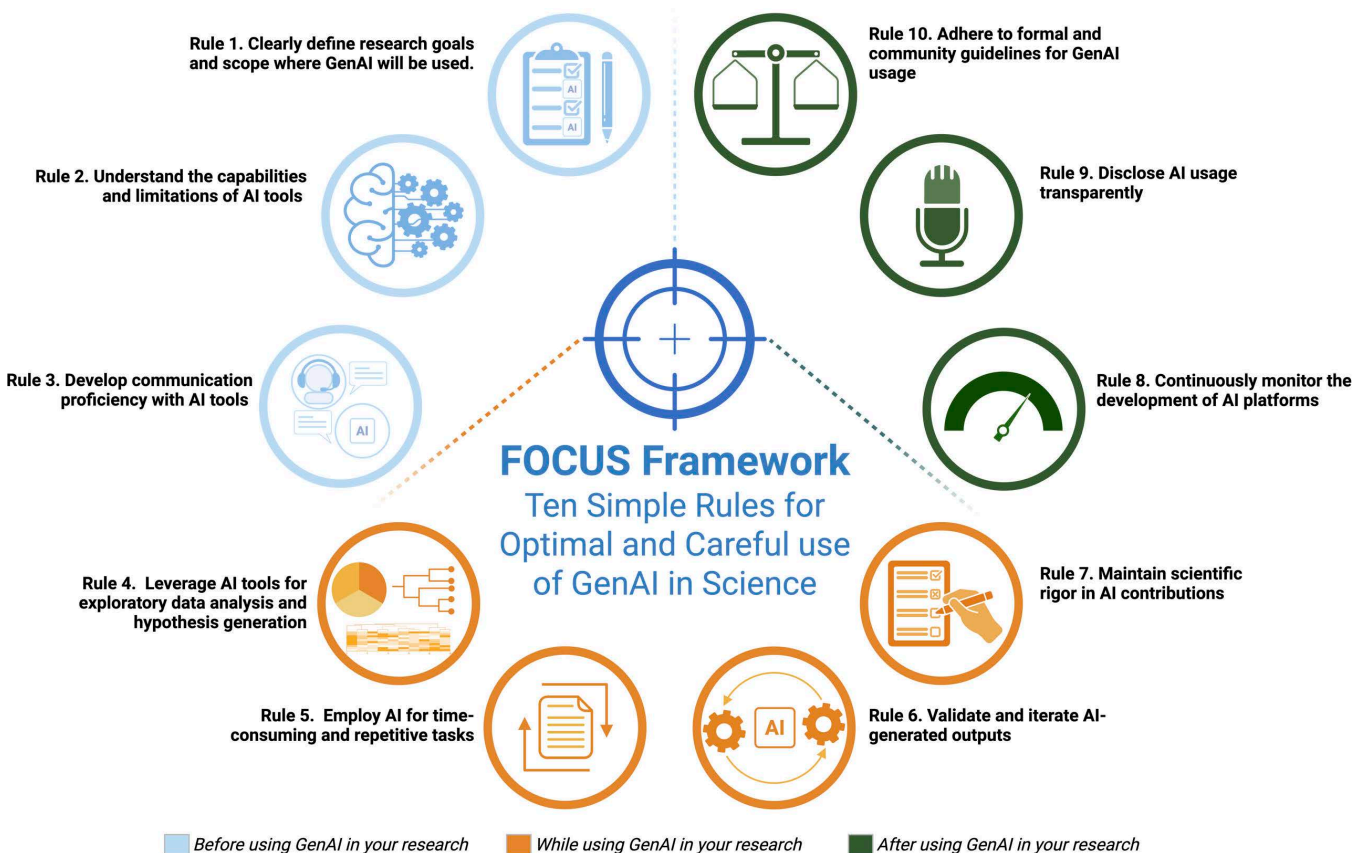 Rule 1. Clearly define research goals
and scope where GenAI will be used.
AI
AI
Rule 2. Understand the capabilities
and limitations of AI tools
Rule 3. Develop communication
proficiency with AI tools
AI
Rule 4. Leverage AI tools for
exploratory data analysis and
hypothesis generation
Rule 5. Employ AI for time-
consuming and repetitive tasks
AI
Rule 6. Validate and iterate AI-
generated outputs
Rule 7. Maintain scientific
rigor in AI contributions
Rule 8. Continuously monitor the
development of AI platforms
Rule 9. Disclose AI usage
transparently
Rule 10. Adhere to formal and
community guidelines for GenAI
usage
FOCUS Framework
Ten Simple Rules for
Optimal and Careful use
of GenAI in Science
Before using GenAI in your research
While using GenAI in your research
After using GenAI in your research